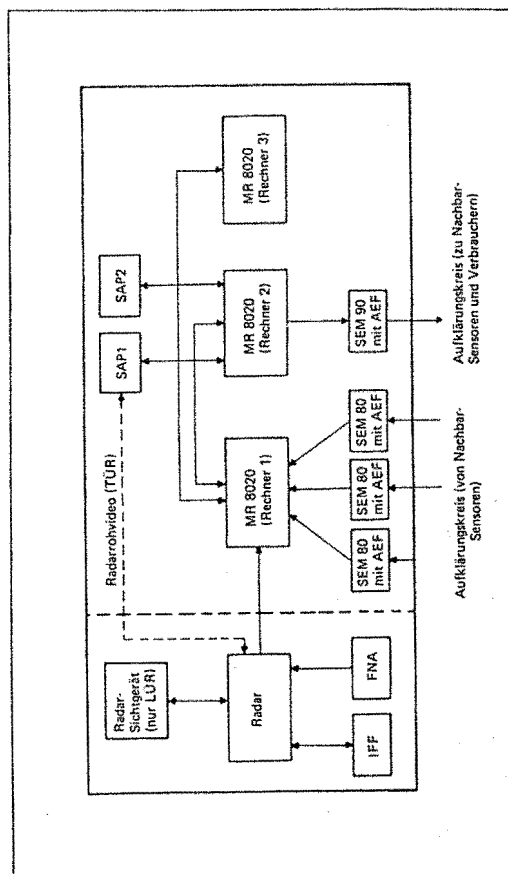 Radar-
Sichtgerät
(nur LÜR)
Radarrohvideo (TÜR)
SAP1
SAP2
Radar
MR 8020
(Rechner 1)
MR 8020
(Rechner 2)
MR 8020
(Rechner 3)
IFF
FNA
SEM 80
mit AEF
SEM 80
mit AEF
SEM 80
mit AEF
SEM 90
mit AEF
Aufklärungskreis (von Nachbar-
Sensoren)
Aufklärungskreis (zu Nachbar-
Sensoren und Verbrauchern)